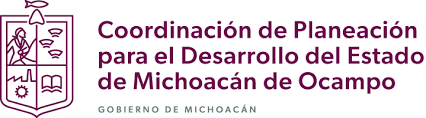 Coordinación de Planeación
para el Desarrollo del Estado
de Michoacán de Ocampo
GOBIERNO DE MICHOACÁN